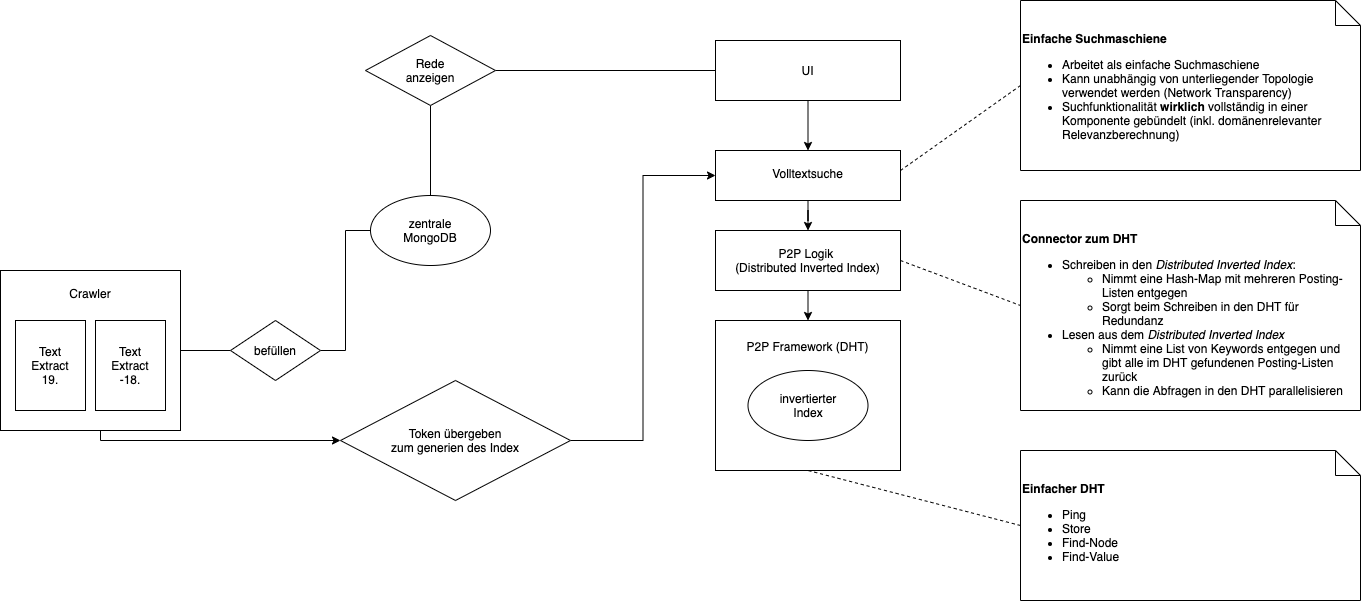 Rede
anzeigen
UI
Volltextsuche
zentrale
MongoDB
P2P Logik
(Distributed Inverted Index)
Crawler
Text
Extract
19.
Text
Extract
-18.
befüllen
P2P Framework (DHT)
invertierter
Index
Token übergeben
zum generien des Index
Einfache Suchmaschiene
• Arbeitet als einfache Suchmaschiene
• Kann unabhängig von unterliegender Topologie
verwendet werden (Network Transparency)
• Suchfunktionalität wirklich vollständig in einer
Komponente gebündelt (inkl. domänenrelevanter
Relevanzberechnung)
Connector zum DHT
• Schreiben in den Distributed Inverted Index:
◦ Nimmt eine Hash-Map mit mehreren Posting-
Listen entgegen
◦ Sorgt beim Schreiben in den DHT für
Redundanz
• Lesen aus dem Distributed Inverted Index
◦ Nimmt eine List von Keywords entgegen und
gibt alle im DHT gefundenen Posting-Listen
zurück
◦ Kann die Abfragen in den DHT parallelisieren
Einfacher DHT
• Ping
• Store
• Find-Node
• Find-Value